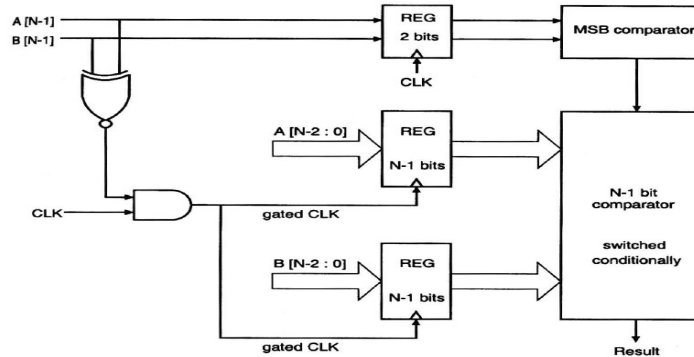 A [N-1]
B [N-1]
REG
2 bits
MSB comparator
CLK
A [N-2 : 0]
REG
N-1 bits
CLK
gated CLK
N-1 bit
comparator
switched
conditionally
B [N-2 : 0]
REG
N-1 bits
gated CLK
Result